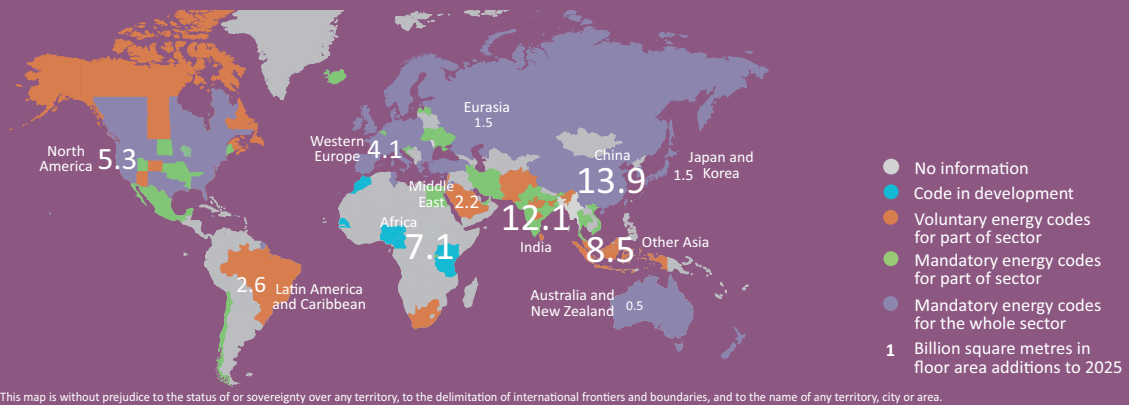 North
America
5.3
Western
Europe
4.1
Eurasia
1.5
China
13.9
Japan and
Korea
1.5
Middle
East
2.2
12.1
India
Africa
7.1
8.5
Other Asia
2.6
Latin America
and Caribbean
Australia and
New Zealand
0.5
No information
Code in development
Voluntary energy codes
for part of sector
Mandatory energy codes
for part of sector
Mandatory energy codes
for the whole sector
1 Billion square metres in
floor area additions to 2025
This map is without prejudice to the status of or sovereignty over any territory, to the delimitation of international frontiers and boundaries, and to the name of any territory, city or area.